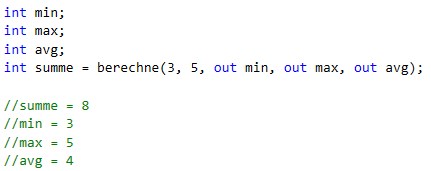 int min;
int max;
int avg;
int summe = berechne(3, 5, out min, out max, out avg);
//summe = 8
//min = 3
//max = 5
//avg = 4